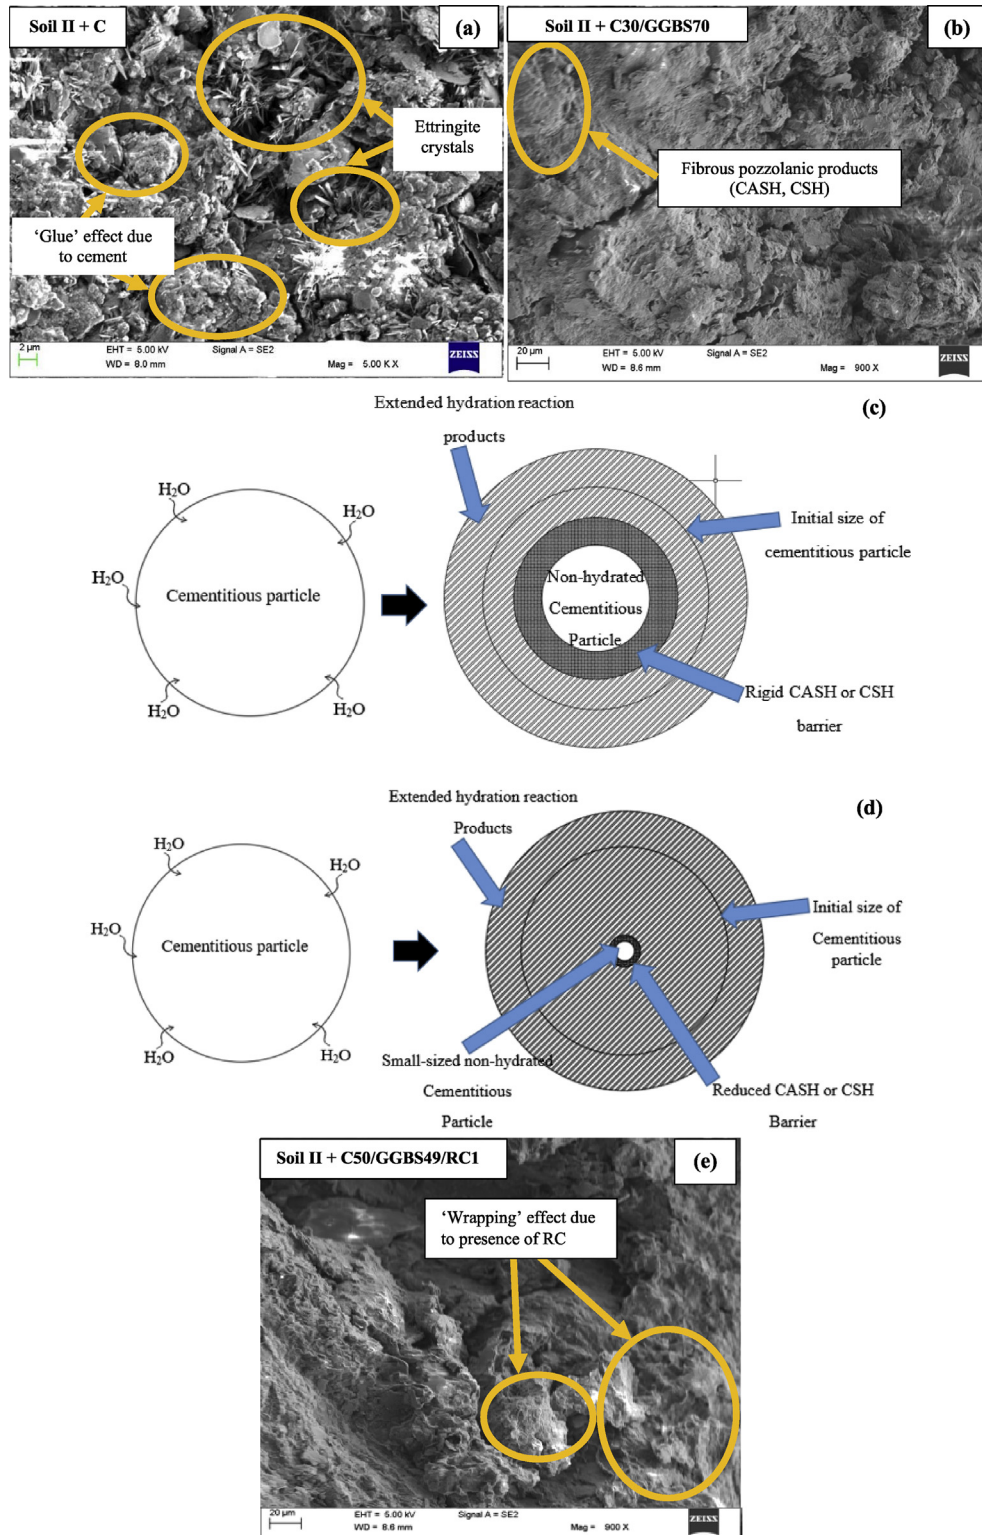 Soil II + C
(a)
Ettringite
crystals
'Glue' effect due
to cement
2 µm
EHT = 5.00 kV
Signal A = SE2
WD = 8.0 mm
Mag = 5.00 K X
ZEISS
Soil II + C30/GGBS70
(b)
Fibrous pozzolanic products
(CASH, CSH)
20 µm
EHT = 5.00 kV
Signal A = SE2
WD = 8.6 mm
Mag = 900 X
ZEISS
(c)
Extended hydration reaction
products
H₂O
H₂O
H₂O
H₂O
H₂O
Cementitious particle
Initial size of
cementitious particle
Non-hydrated
Cementitious
Particle
Rigid CASH or CSH
barrier
(d)
Extended hydration reaction
Products
H₂O
H₂O
H₂O
H₂O
H₂O
Cementitious particle
Initial size of
Cementitious
particle
Small-sized non-hydrated
Cementitious
Particle
Reduced CASH or CSH
Barrier
Soil II + C50/GGBS49/RC1
(e)
'Wrapping' effect due
to presence of RC
20 µm
EHT = 5.00 kV
Signal A = SE2
WD = 8.6 mm
Mag = 900 X
ZEISS